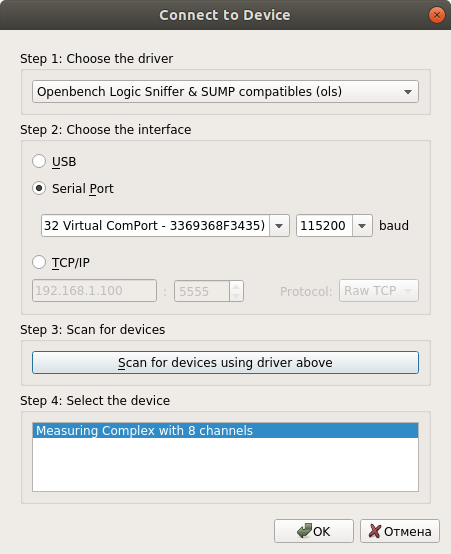 Connect to Device
Step 1: Choose the driver
Openbench Logic Sniffer & SUMP compatibles (ols)
Step 2: Choose the interface
USB
Serial Port
32 Virtual ComPort - 3369368F3435) 115200 baud
TCP/IP
192.168.1.100 : 5555 Protocol: Raw TCP
Step 3: Scan for devices
Scan for devices using driver above
Step 4: Select the device
Measuring Complex with 8 channels
OK Отмена